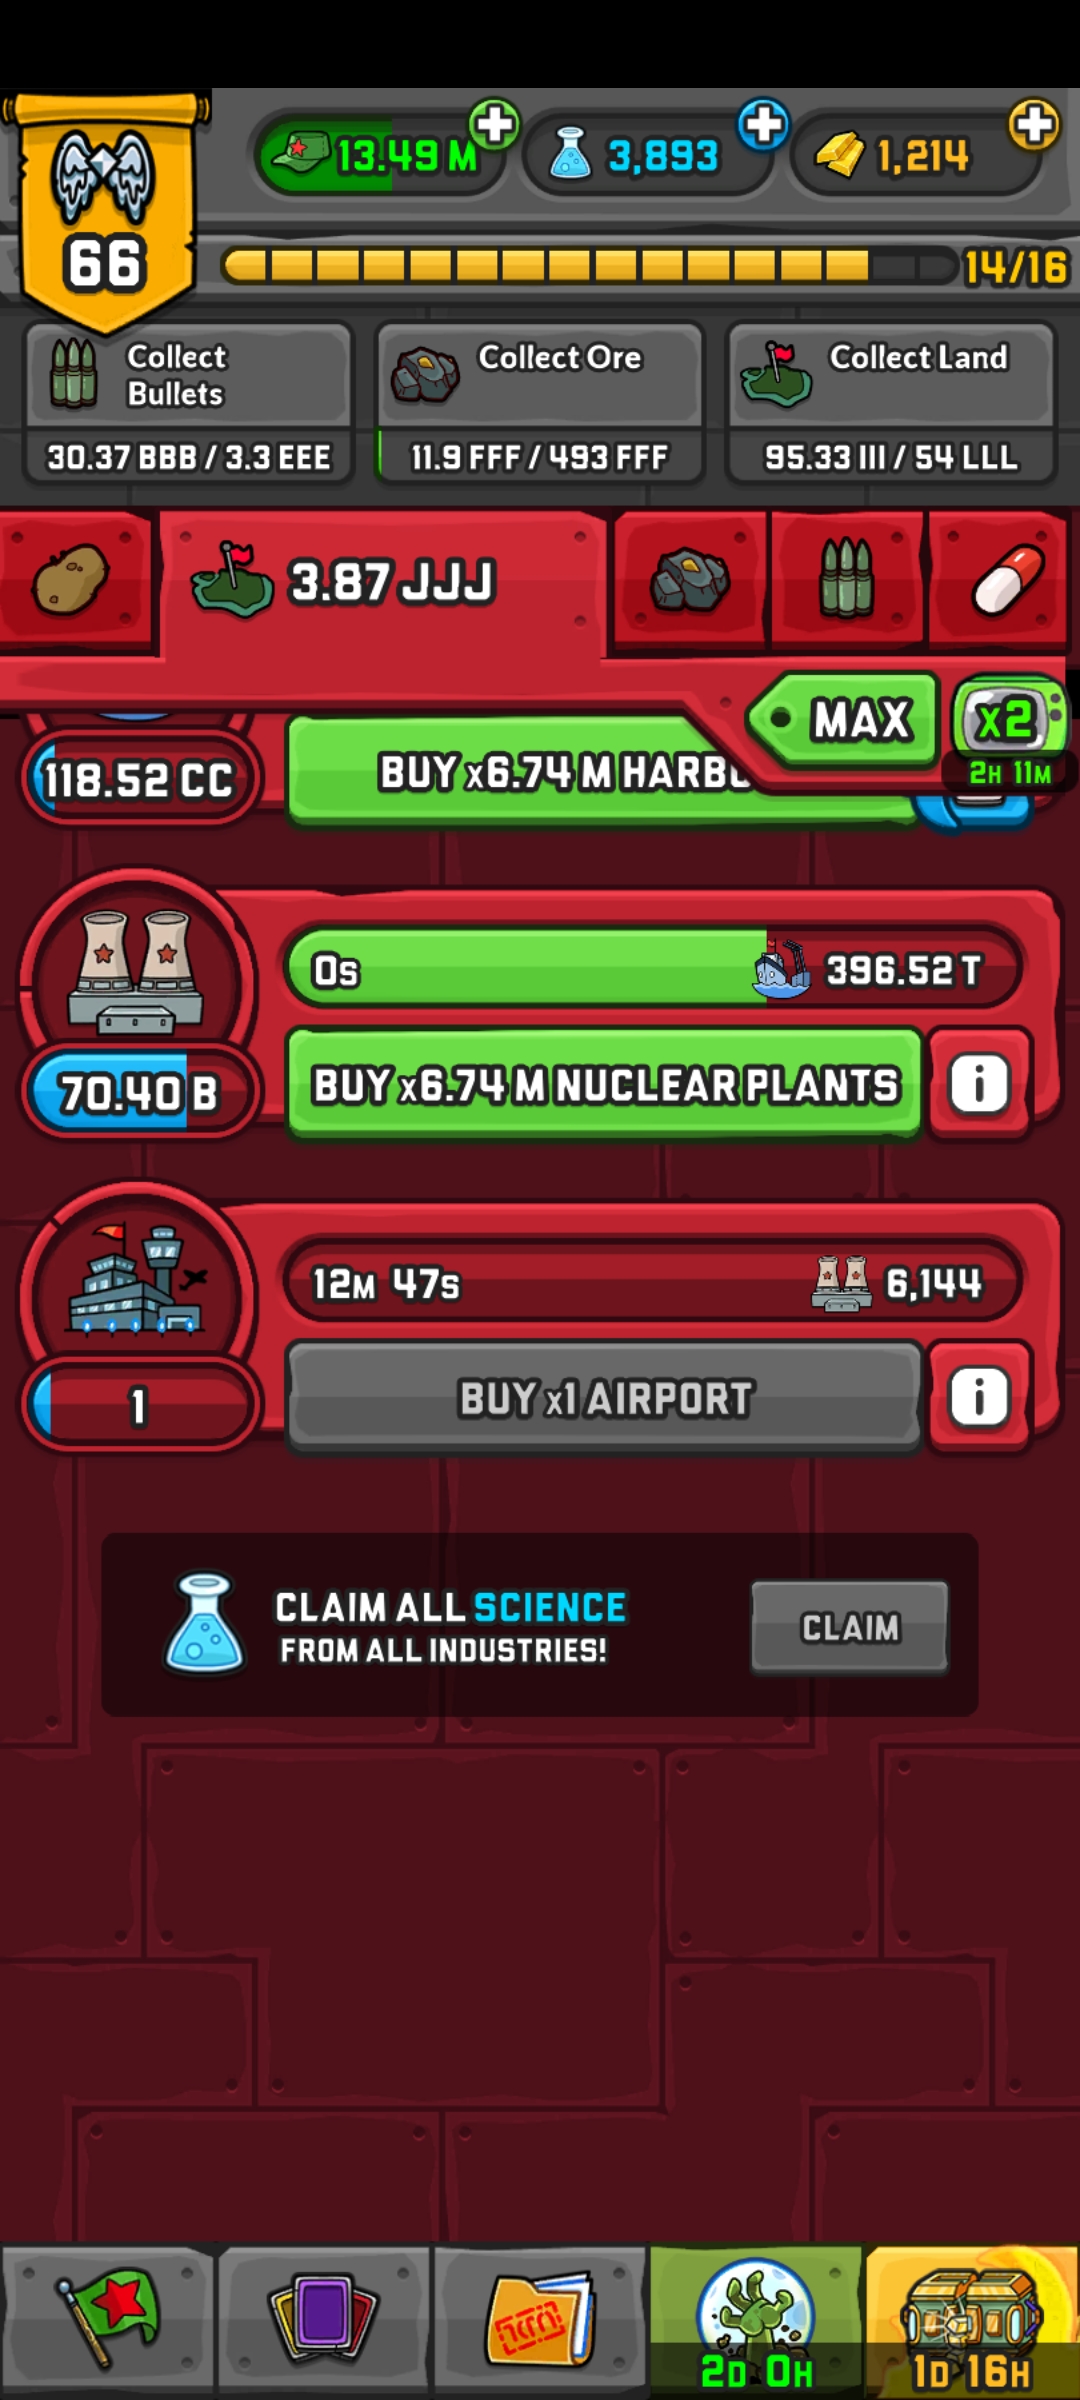 13.49 M
3,893
1,214
66
14/16
Collect
Bullets
30.37 BBB / 3.3 EEE
Collect Ore
11.9 FFF / 493 FFF
Collect Land
95.33 III / 54 LLL
3.87 JJJ
MAX
x2
2H 11M
118.52 CC
BUY x6.74 M
0s
396.52 T
70.40 B
BUY x6.74 M NUCLEAR PLANTS
i
12M 47s
6,144
1
BUY x1 AIRPORT
i
CLAIM ALL SCIENCE
FROM ALL INDUSTRIES!
CLAIM
2D 0H
1D 16H